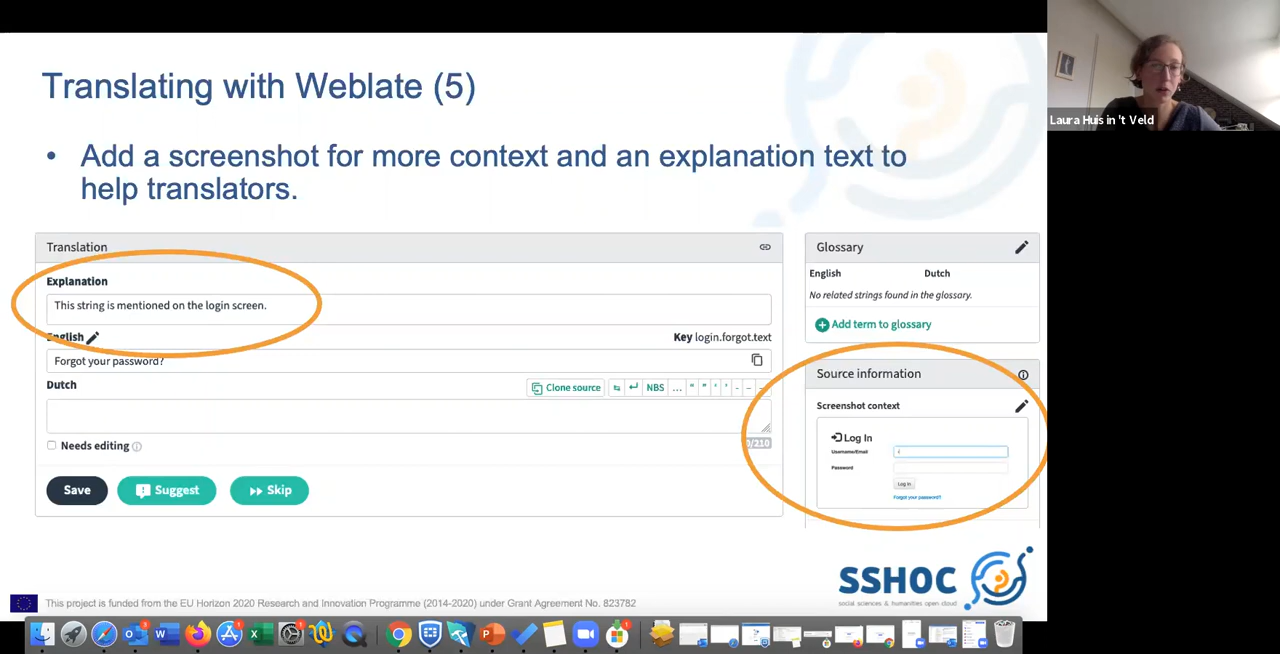 Translating with Weblate (5)
Laura Huis in 't Veld
• Add a screenshot for more context and an explanation text to
help translators.
Translation
Explanation
This string is mentioned on the login screen.
English
Key login.forgot.text
Forgot your password?
Dutch
Clone source
NBS
…
0/210
Needs editing
Save
Suggest
Skip
Glossary
English Dutch
No related strings found in the glossary.
Add term to glossary
Source information
Screenshot context
Log In
Username/Email
Password
Log in
Forgot your password?
SSHOC
social sciences & humanities open cloud
This project is funded from the EU Horizon 2020 Research and Innovation Programme (2014-2020) under Grant Agreement No. 823782